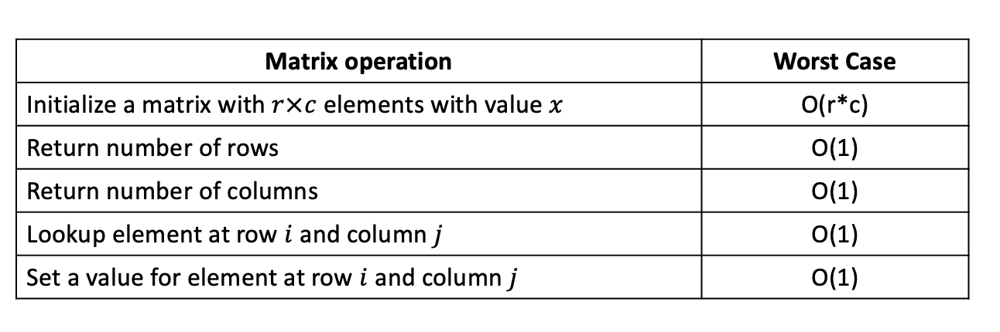 Matrix operation Worst Case
Initialize a matrix with r×c elements with value x O(r*c)
Return number of rows O(1)
Return number of columns O(1)
Lookup element at row i and column j O(1)
Set a value for element at row i and column j O(1)